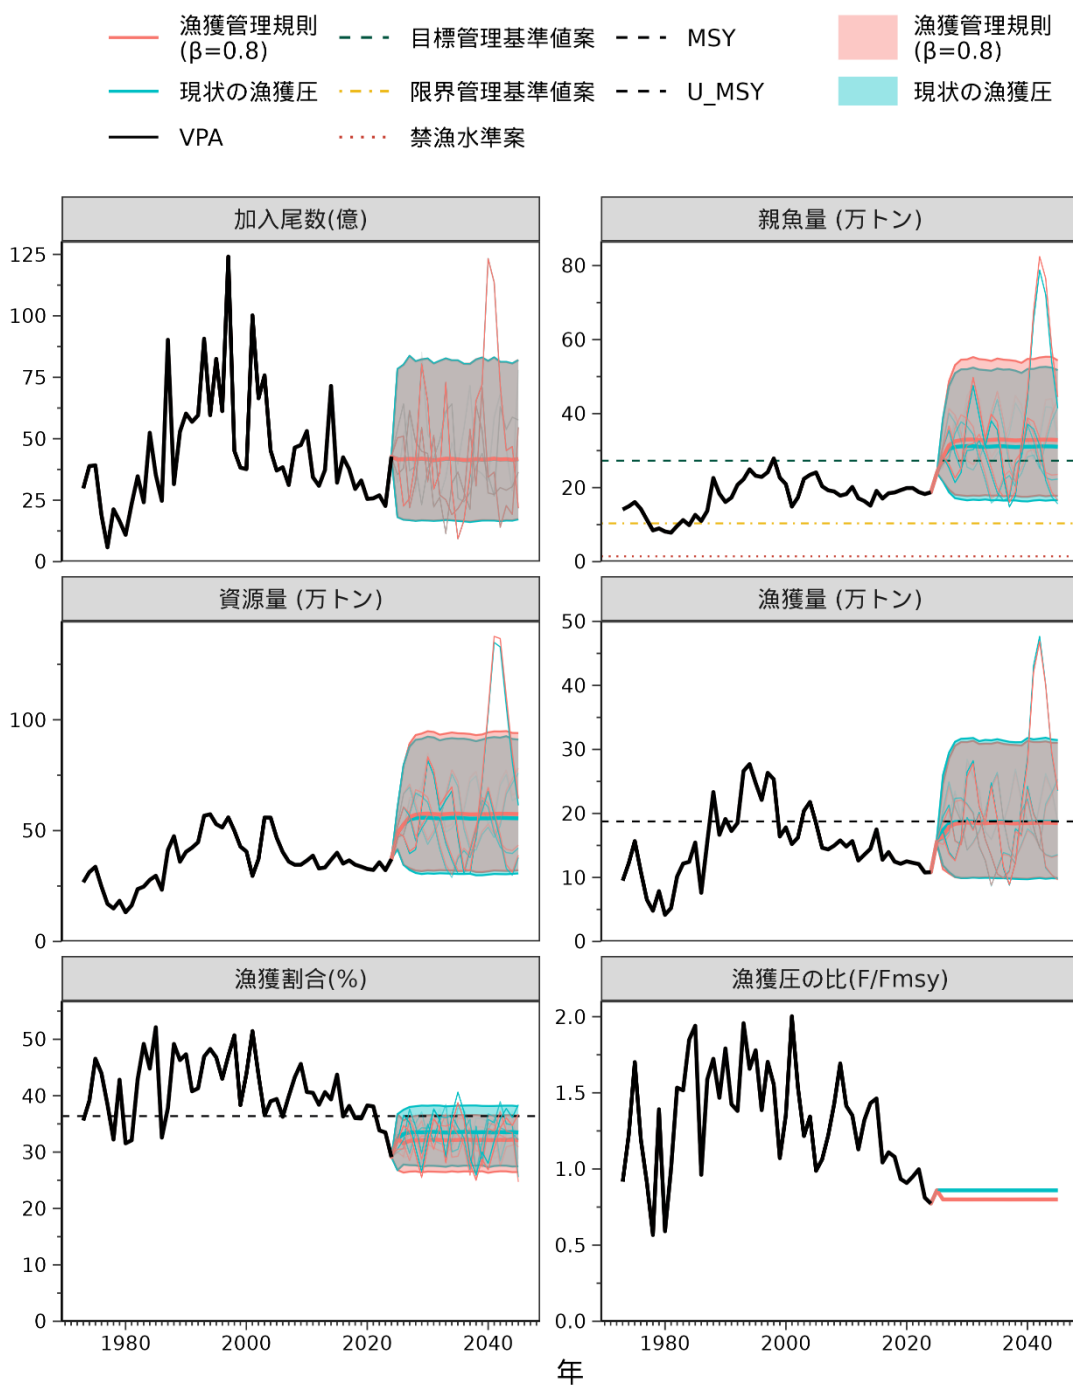 漁獲管理規則
(β=0.8)
目標管理基準値案
MSY
漁獲管理規則
(β=0.8)
現状の漁獲圧
限界管理基準値案
U_MSY
現状の漁獲圧
VPA
禁漁水準案
加入尾数(億)
125
100
75
50
25
0
親魚量 (万トン)
80
60
40
20
0
資源量 (万トン)
100
50
0
漁獲量 (万トン)
50
40
30
20
10
0
漁獲割合(%)
50
40
30
20
10
0
1980 2000 2020 2040
漁獲圧の比(F/Fmsy)
2.0
1.5
1.0
0.5
0.0
1980 2000 2020 2040
年